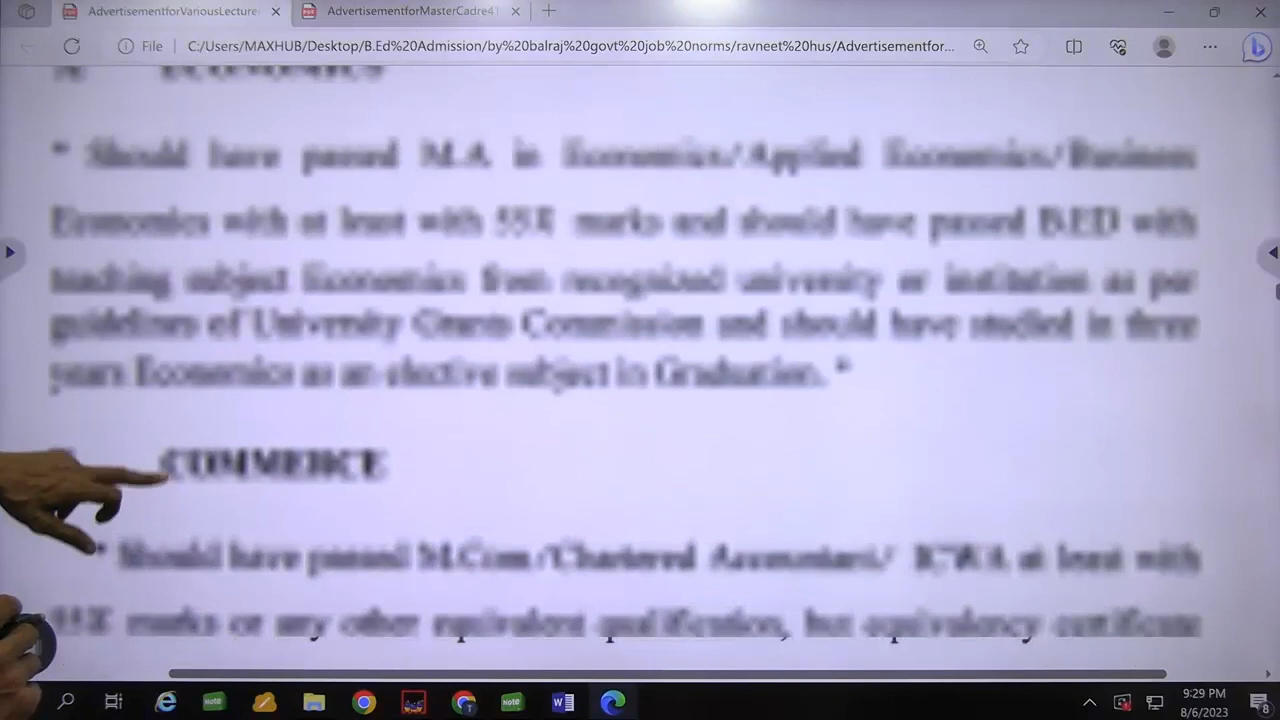 AdvertisementforVariousLecture
AdvertisementforMasterCadre41
File
C:/Users/MAXHUB/Desktop/B.Ed%20Admission/by%20balraj%20govt%20job%20norms/ravneet%20hus/Advertisementfor...
ECONOMICS
* Should have passed M.A in Economics/Applied Economics/Business
Economics with at least with 55% marks and should have passed B.ED with
teaching subject Economics from recognized university or institution as per
guidelines of University Grants Commission and should have studied in three
years Economics as an elective subject in Graduation. *
COMMERCE
* Should have passed M.Com/Chartered Accountant/ ICWA at least with
55% marks or any other equivalent qualification, but equivalency certificate
9:29 PM
8/6/2023
8